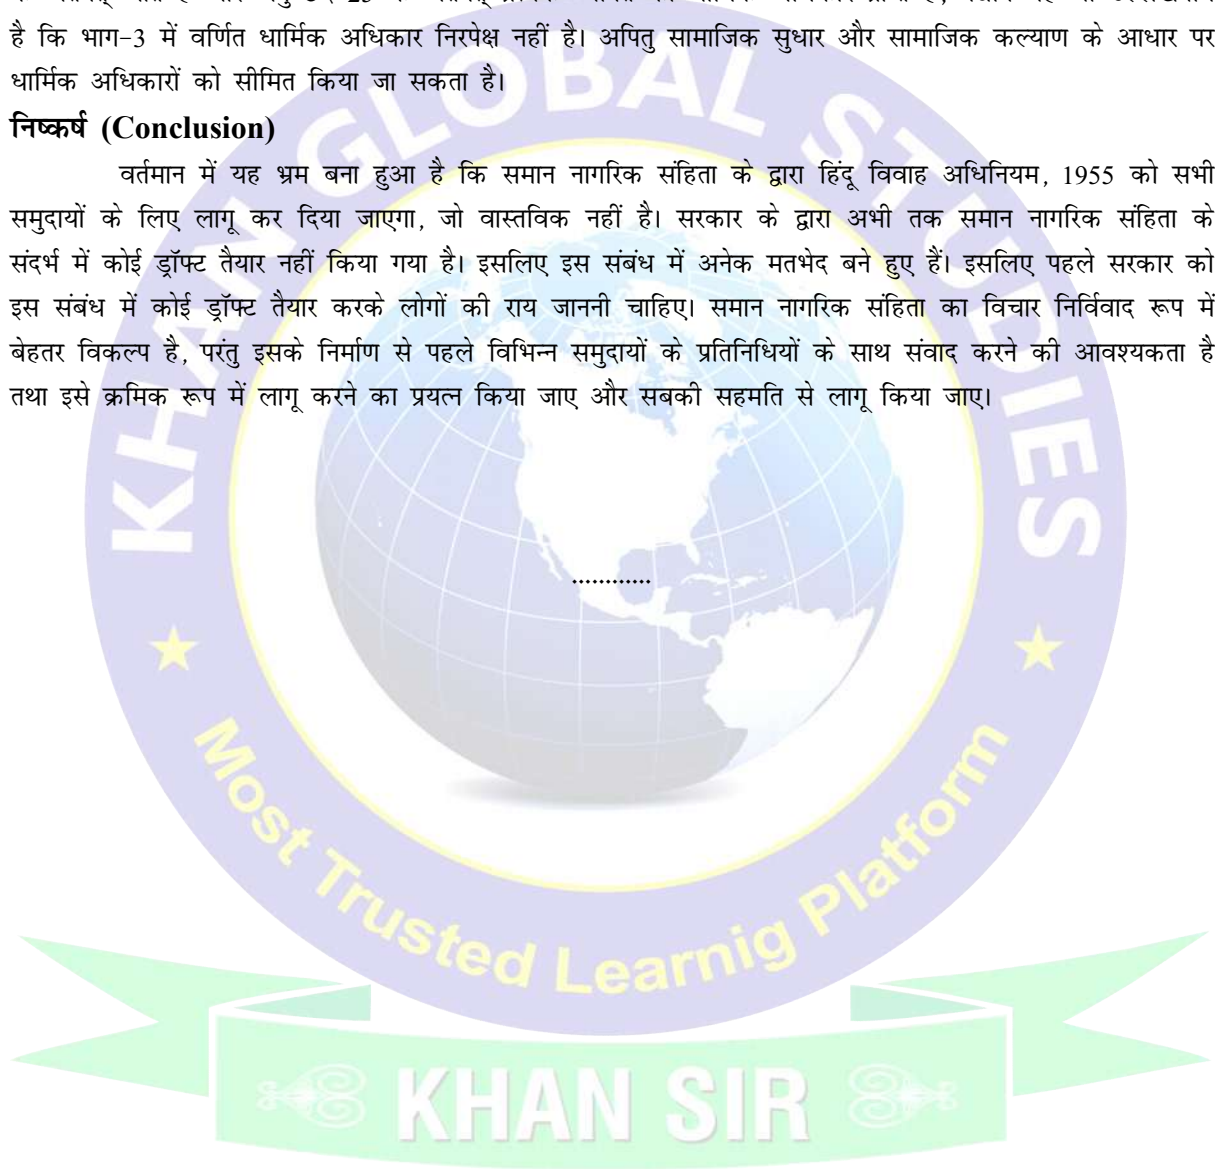 है कि भाग-3 में वर्णित धार्मिक अधिकार निरपेक्ष नहीं है। अपितु सामाजिक सुधार और सामाजिक कल्याण के आधार पर
धार्मिक अधिकारों को सीमित किया जा सकता है।
निष्कर्ष (Conclusion)
वर्तमान में यह भ्रम बना हुआ है कि समान नागरिक संहिता के द्वारा हिंदू विवाह अधिनियम, 1955 को सभी
समुदायों के लिए लागू कर दिया जाएगा, जो वास्तविक नहीं है। सरकार के द्वारा अभी तक समान नागरिक संहिता के
संदर्भ में कोई ड्रॉफ्ट तैयार नहीं किया गया है। इसलिए इस संबंध में अनेक मतभेद बने हुए हैं। इसलिए पहले सरकार को
इस संबंध में कोई ड्रॉफ्ट तैयार करके लोगों की राय जाननी चाहिए। समान नागरिक संहिता का विचार निर्विवाद रूप में
बेहतर विकल्प है, परंतु इसके निर्माण से पहले विभिन्न समुदायों के प्रतिनिधियों के साथ संवाद करने की आवश्यकता है
तथा इसे क्रमिक रूप में लागू करने का प्रयत्न किया जाए और सबकी सहमति से लागू किया जाए।
............
KHAN GLOBAL STUDIES
Most Trusted Learnig Platform
KHAN SIR